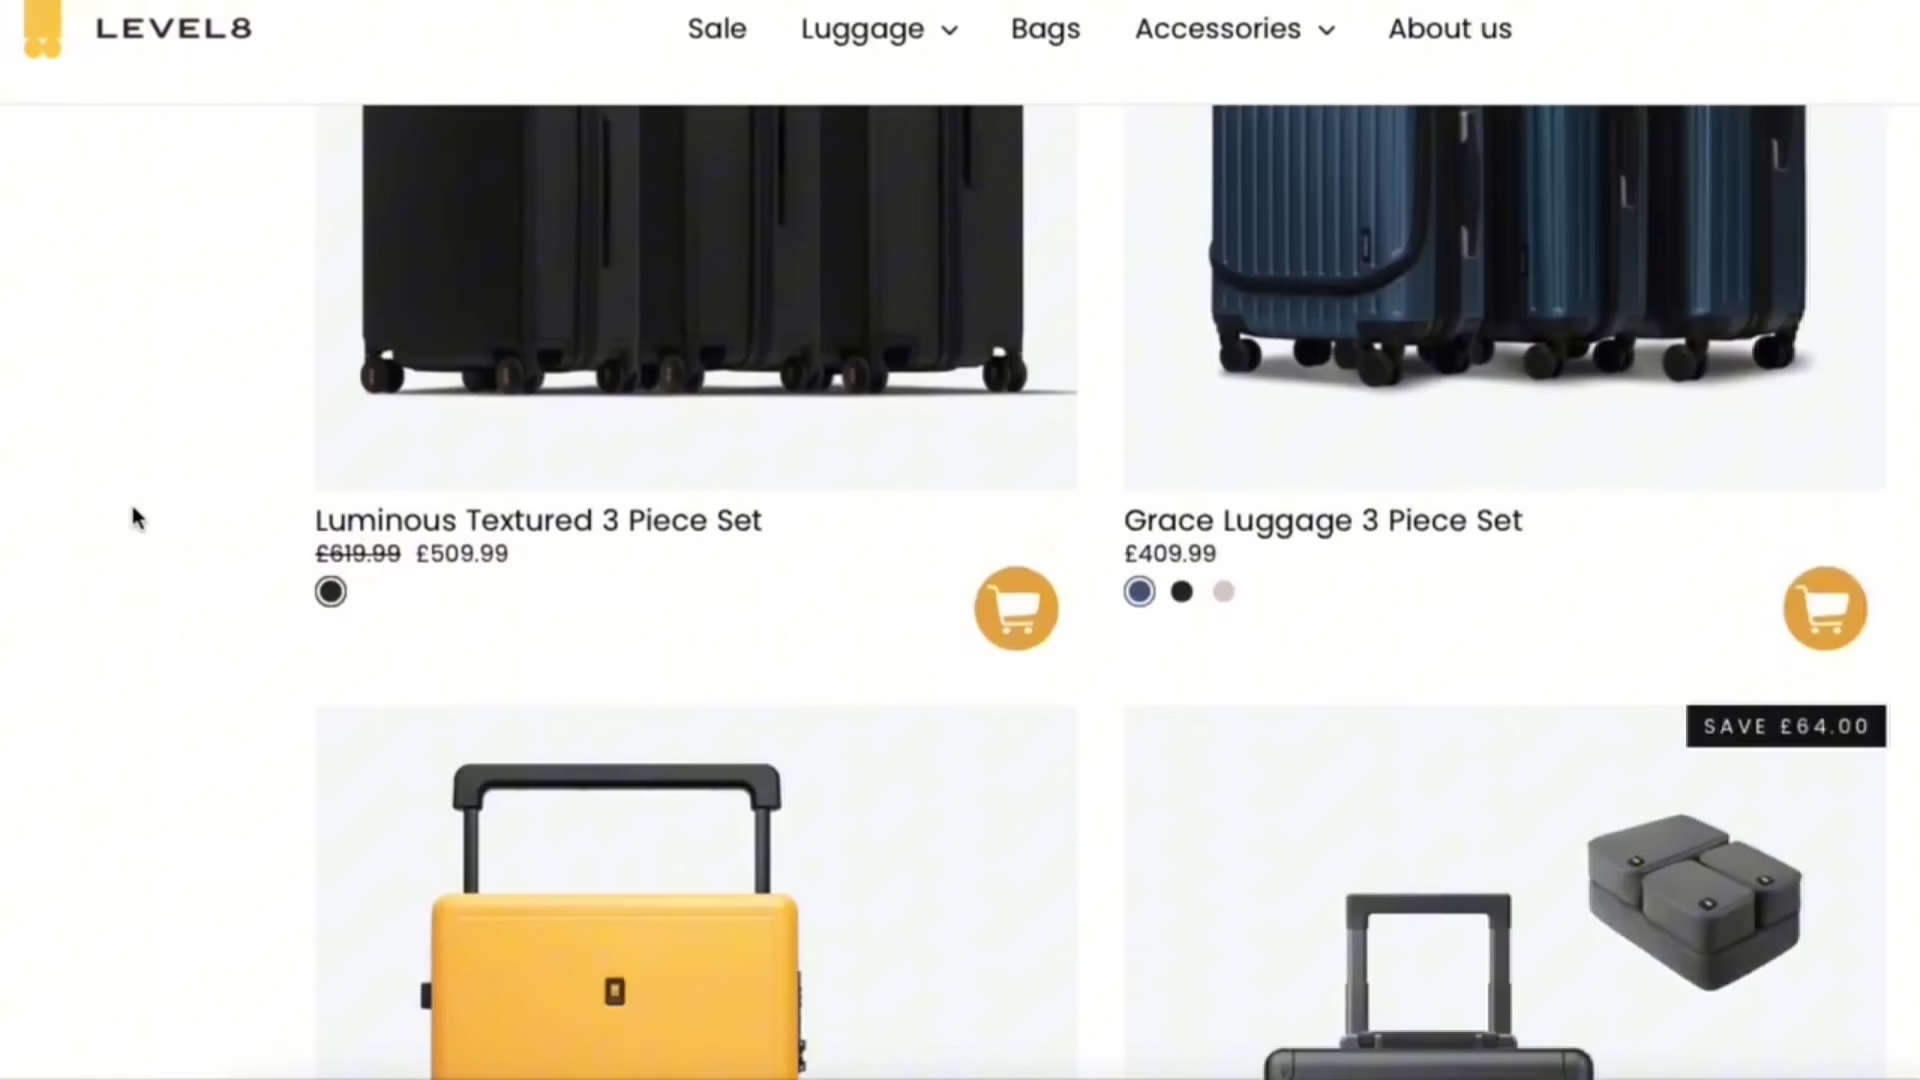 LEVEL8
Sale Luggage Bags Accessories About us
Luminous Textured 3 Piece Set
£619.99 £509.99
Grace Luggage 3 Piece Set
£409.99
SAVE £64.00